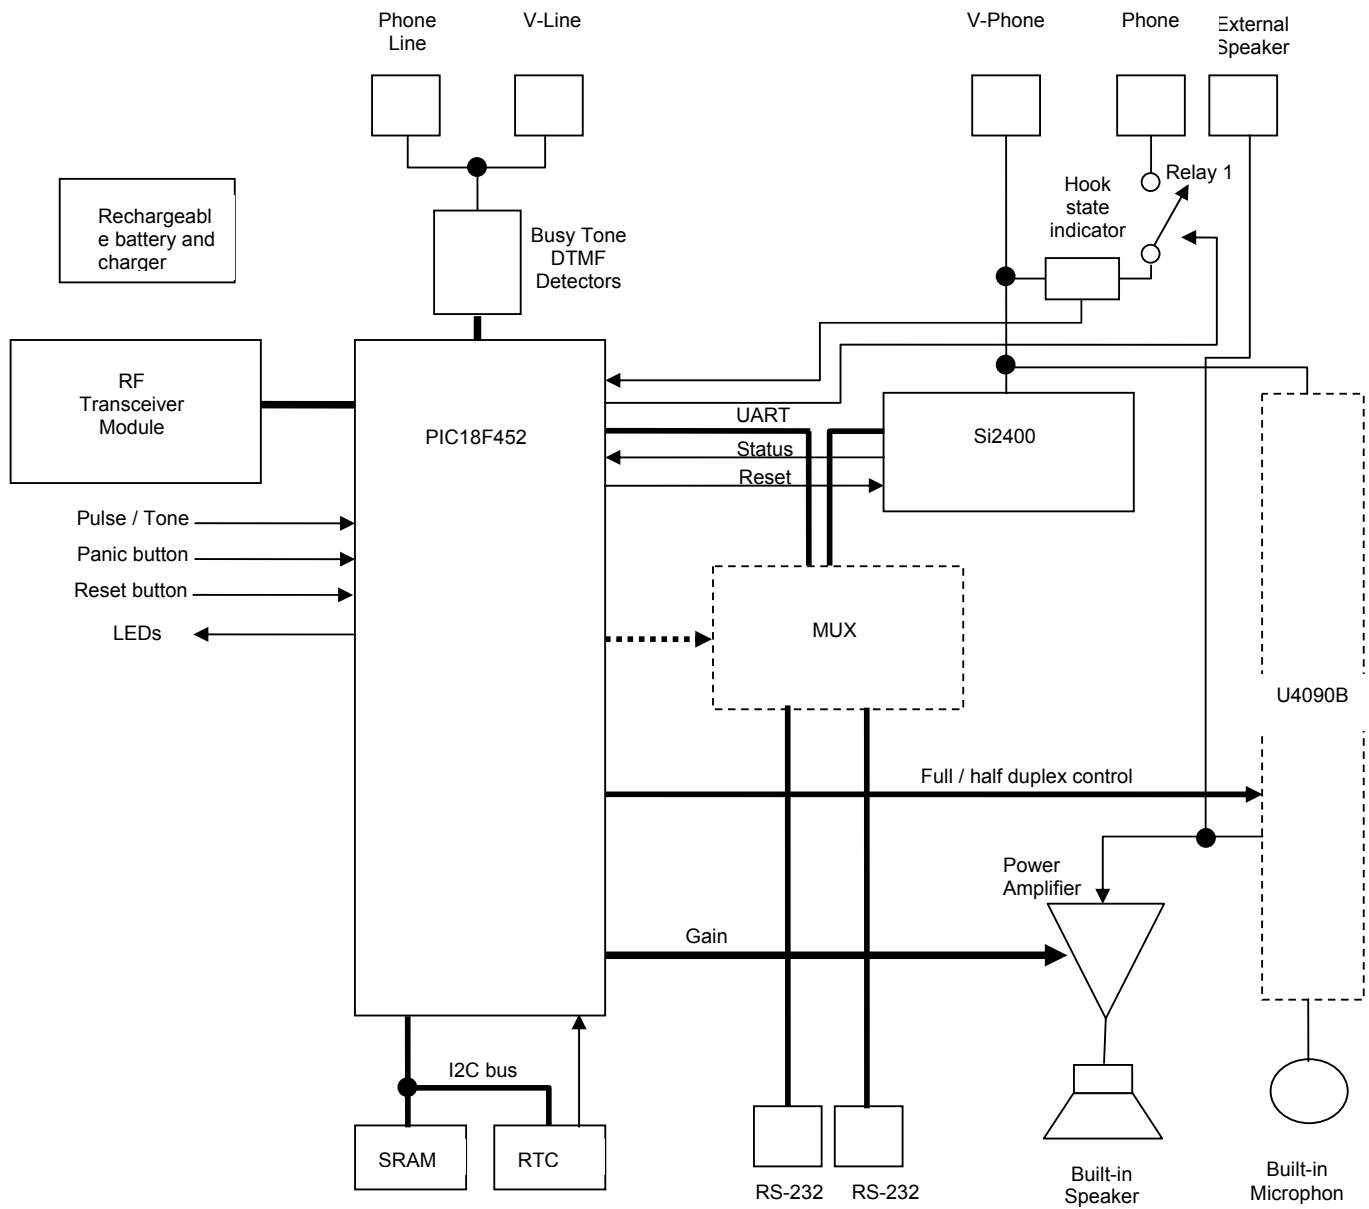 Phone
Line
V-Line
V-Phone
Phone
External
Speaker
Rechargeabl
e battery and
charger
Busy Tone
DTMF
Detectors
Hook
state
indicator
Relay 1
RF
Transceiver
Module
PIC18F452
UART
Status
Reset
Si2400
Pulse / Tone
Panic button
Reset button
LEDs
MUX
U4090B
Full / half duplex control
Power
Amplifier
Gain
I2C bus
SRAM
RTC
RS-232
RS-232
Built-in
Speaker
Built-in
Microphon